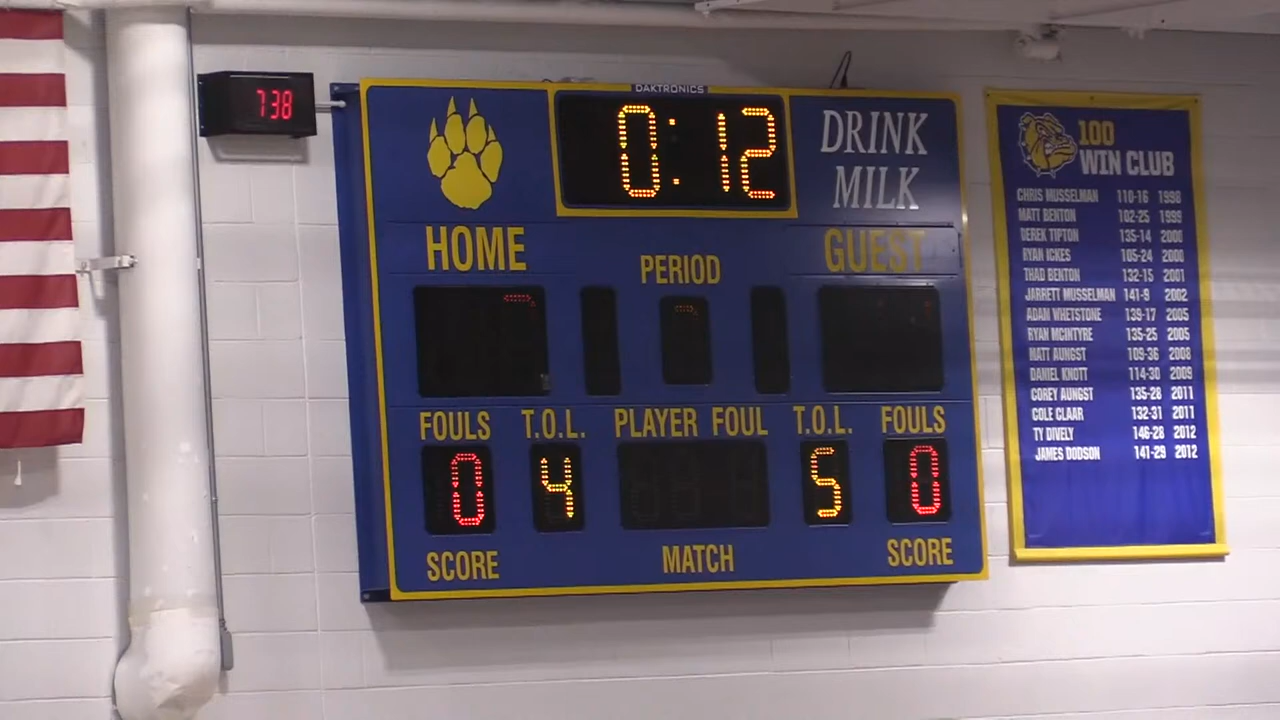 738
DAKTRONICS
0:12
DRINK
MILK
HOME
PERIOD
GUEST
FOULS T.O.L. PLAYER FOUL T.O.L. FOULS
0 4 5 0
SCORE MATCH SCORE
100
WIN CLUB
CHRIS MUSSELMAN 110-16 1998
MATT BENTON 102-25 1999
DEREK TIPTON 135-14 2000
RYAN ICKES 105-24 2000
THAD BENTON 132-15 2001
JARRETT MUSSELMAN 141-9 2002
ADAM WHETSTONE 139-17 2005
RYAN MCINTYRE 135-25 2005
MATT AUNGST 109-36 2008
DANIEL KNOTT 114-30 2009
COREY AUNGST 135-28 2011
COLE CLAAR 132-31 2011
TY DIVELY 146-28 2012
JAMES DODSON 141-29 2012